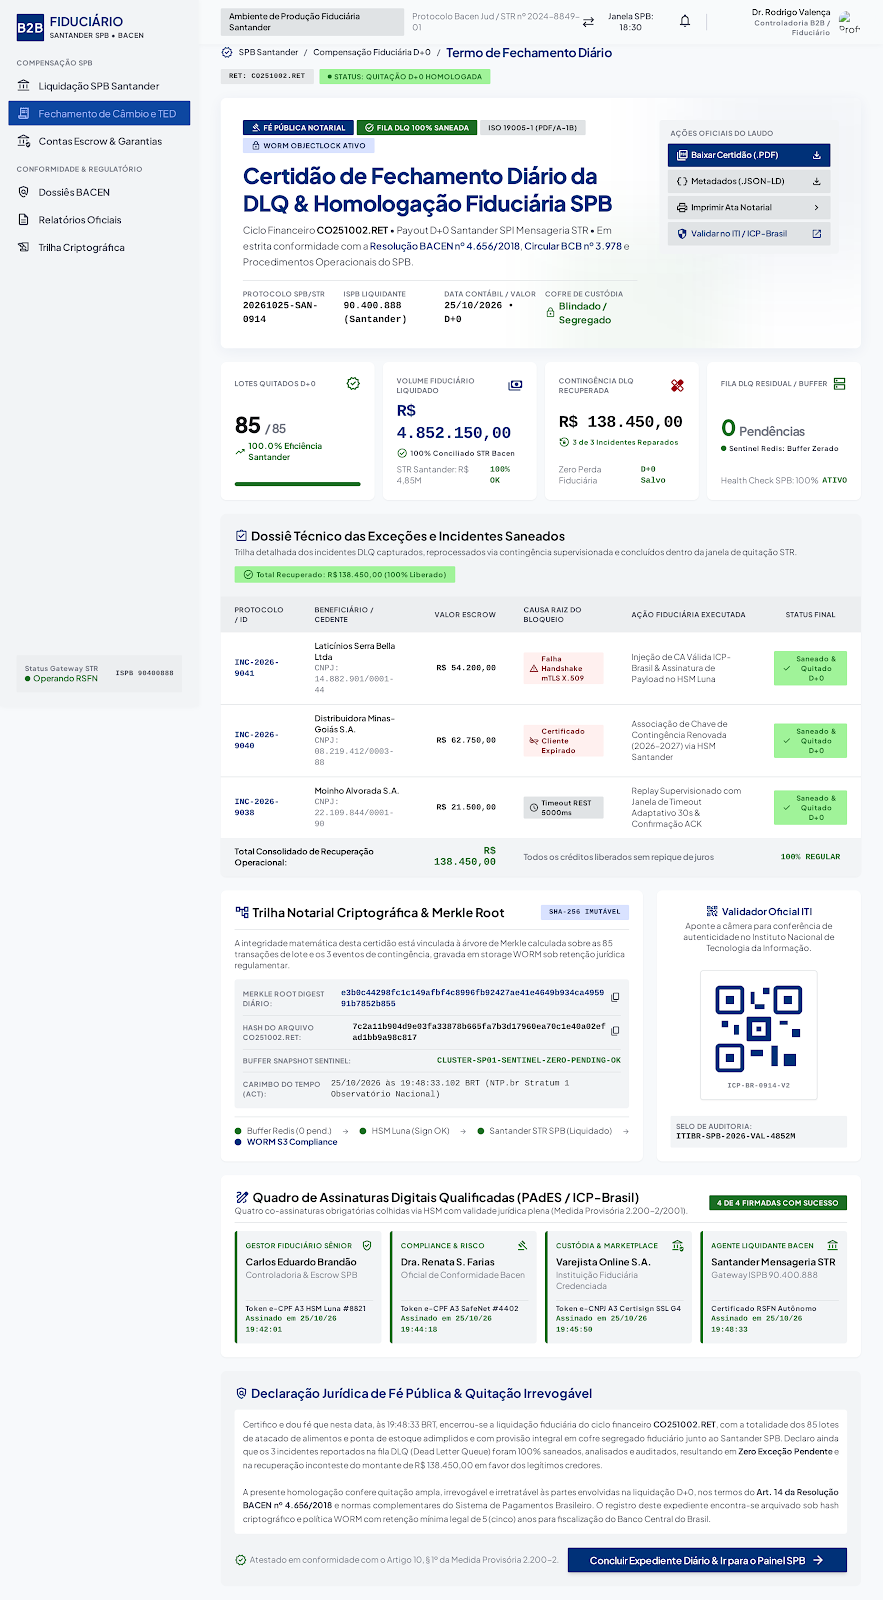 B2B
FIDUCIÁRIO
SANTANDER SPB • BACEN
COMPENSAÇÃO SPB
Liquidação SPB Santander
Fechamento de Câmbio e TED
Contas Escrow & Garantias
CONFORMIDADE & REGULATÓRIO
Dossiês BACEN
Relatórios Oficiais
Trilha Criptográfica
Status Gateway STR
Operando RSFN
ISPB 90400888
Ambiente de Produção Fiduciária
Santander
Protocolo Bacen Jud / STR nº 2024-8849-
01
Janela SPB:
18:30
Dr. Rodrigo Valença
Controladoria B2B /
Fiduciário
Prof
SPB Santander / Compensação Fiduciária D+0 / Termo de Fechamento Diário
RET: CO251002.RET
STATUS: QUITAÇÃO D+0 HOMOLOGADA
FÉ PÚBLICA NOTARIAL
FILA DLQ 100% SANEADA
ISO 19005-1 (PDF/A-1B)
WORM OBJECTLOCK ATIVO
Certidão de Fechamento Diário da
DLQ & Homologação Fiduciária SPB
Ciclo Financeiro CO251002.RET • Payout D+0 Santander SPI Mensageria STR • Em
estrita conformidade com a Resolução BACEN nº 4.656/2018, Circular BCB nº 3.978 e
Procedimentos Operacionais do SPB.
PROTOCOLO SPB/STR
20261025-SAN-
0914
ISPB LIQUIDANTE
90.400.888
(Santander)
DATA CONTÁBIL / VALOR
25/10/2026 •
D+0
COFRE DE CUSTÓDIA
Blindado /
Segregado
AÇÕES OFICIAIS DO LAUDO
Baixar Certidão (.PDF)
Metadados (.JSON-LD)
Imprimir Ata Notarial
Validar no ITI / ICP-Brasil
LOTES QUITADOS D+0
85 / 85
100.0% Eficiência
Santander
VOLUME FIDUCIÁRIO
LIQUIDADO
R$
4.852.150,00
100% Conciliado STR Bacen
STR Santander: R$
4,85M
100%
OK
CONTINGÊNCIA DLQ
RECUPERADA
R$ 138.450,00
3 de 3 Incidentes Reparados
Zero Perda
Fiduciária
D+0
Salvo
FILA DLQ RESIDUAL / BUFFER
0 Pendências
Sentinel Redis: Buffer Zerado
Health Check SPB: 100% ATIVO
Dossiê Técnico das Exceções e Incidentes Saneados
Trilha detalhada dos incidentes DLQ capturados, reprocessados via contingência supervisionada e concluídos dentro da janela de quitação STR.
Total Recuperado: R$ 138.450,00 (100% Liberado)
PROTOCOLO
/ ID
BENEFICIÁRIO /
CEDENTE
VALOR ESCROW
CAUSA RAIZ DO
BLOQUEIO
AÇÃO FIDUCIÁRIA EXECUTADA
STATUS FINAL
INC-2026-
9041
Laticínios Serra Bella
Ltda
CNPJ:
14.882.901/0001-
44
R$ 54.200,00
Falha
Handshake
mTLS X.509
Injeção de CA Válida ICP-
Brasil & Assinatura de
Payload no HSM Luna
Saneado &
Quitado
D+0
INC-2026-
9040
Distribuidora Minas-
Goiás S.A.
CNPJ:
08.219.412/0003-
88
R$ 62.750,00
Certificado
Cliente
Expirado
Associação de Chave de
Contingência Renovada
(2026-2027) via HSM
Santander
Saneado &
Quitado
D+0
INC-2026-
9038
Moinho Alvorada S.A.
CNPJ:
22.109.844/0001-
90
R$ 21.500,00
Timeout REST
5000ms
Replay Supervisionado com
Janela de Timeout
Adaptativo 30s &
Confirmação ACK
Saneado &
Quitado
D+0
Total Consolidado de Recuperação
Operacional:
R$
138.450,00
Todos os créditos liberados sem repique de juros
100% REGULAR
Trilha Notarial Criptográfica & Merkle Root
SHA-256 IMUTÁVEL
A integridade matemática desta certidão está vinculada à árvore de Merkle calculada sobre as 85
transações de lote e os 3 eventos de contingência, gravada em storage WORM sob retenção jurídica
regulamentar.
MERKLE ROOT DIGEST
DIÁRIO:
e3b0c44298fc1c149afbf4c8996fb92427ae41e4649b934ca4959
91b7852b855
HASH DO ARQUIVO
CO251002.RET:
7c2a11b904d9e03fa33878b665fa7b3d17960ea70c1e40a02ef
ad1bb9a98c817
BUFFER SNAPSHOT SENTINEL:
CLUSTER-SP01-SENTINEL-ZERO-PENDING-OK
CARIMBO DO TEMPO
(ACT):
25/10/2026 às 19:48:33.102 BRT (NTP.br Stratum 1
Observatório Nacional)
Buffer Redis (0 pend.) → HSM Luna (Sign OK) → Santander STR SPB (Liquidado) →
WORM S3 Compliance
Validador Oficial ITI
Aponte a câmera para conferência de
autenticidade no Instituto Nacional de
Tecnologia da Informação.
ICP-BR-0914-V2
SELO DE AUDITORIA:
ITIBR-SPB-2026-VAL-4852M
Quadro de Assinaturas Digitais Qualificadas (PAdES / ICP-Brasil)
Quatro co-assinaturas obrigatórias colhidas via HSM com validade jurídica plena (Medida Provisória 2.200-2/2001).
4 DE 4 FIRMADAS COM SUCESSO
GESTOR FIDUCIÁRIO SÊNIOR
Carlos Eduardo Brandão
Controladoria & Escrow SPB
Token e-CPF A3 HSM Luna #8821
Assinado em 25/10/26
19:42:01
COMPLIANCE & RISCO
Dra. Renata S. Farias
Oficial de Conformidade Bacen
Token e-CPF A3 SafeNet #4402
Assinado em 25/10/26
19:44:18
CUSTÓDIA & MARKETPLACE
Varejista Online S.A.
Instituição Fiduciária
Credenciada
Token e-CNPJ A3 Certisign SSL G4
Assinado em 25/10/26
19:45:50
AGENTE LIQUIDANTE BACEN
Santander Mensageria STR
Gateway ISPB 90.400.888
Certificado RSFN Autônomo
Assinado em 25/10/26
19:48:33
Declaração Jurídica de Fé Pública & Quitação Irrevogável
Certifico e dou fé que nesta data, às 19:48:33 BRT, encerrou-se a liquidação fiduciária do ciclo financeiro CO251002.RET, com a totalidade dos 85 lotes
de atacado de alimentos e ponta de estoque adimplidos e com provisão integral em cofre segregado fiduciário junto ao Santander SPB. Declaro ainda
que os 3 incidentes reportados na fila DLQ (Dead Letter Queue) foram 100% saneados, analisados e auditados, resultando em Zero Exceção Pendente e
na recuperação inconteste do montante de R$ 138.450,00 em favor dos legítimos credores.
A presente homologação confere quitação ampla, irrevogável e irretratável às partes envolvidas na liquidação D+0, nos termos do Art. 14 da Resolução
BACEN nº 4.656/2018 e normas complementares do Sistema de Pagamentos Brasileiro. O registro deste expediente encontra-se arquivado sob hash
criptográfico e política WORM com retenção mínima legal de 5 (cinco) anos para fiscalização do Banco Central do Brasil.
Atestado em conformidade com o Artigo 10, § 1º da Medida Provisória 2.200-2.
Concluir Expediente Diário & Ir para o Painel SPB →